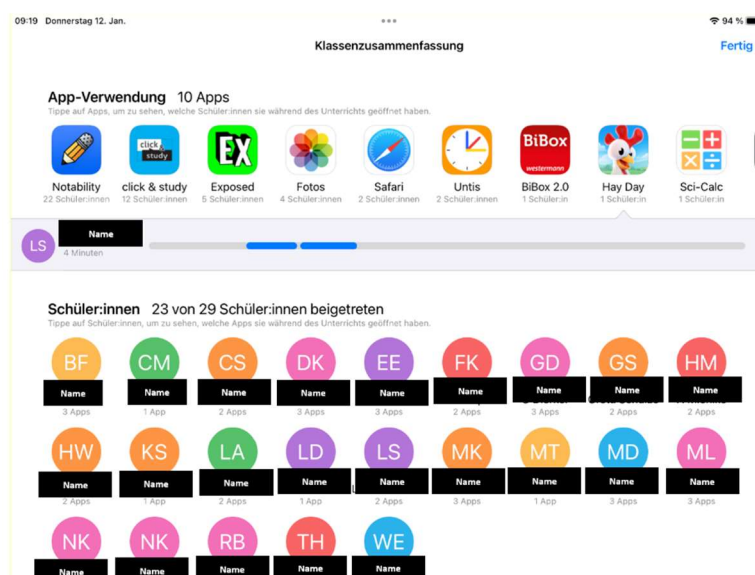 09:19 Donnerstag 12. Jan.
94 %
Klassenzusammenfassung
Fertig
App-Verwendung 10 Apps
Tippe auf Apps, um zu sehen, welche Schüler:innen sie während des Unterrichts geöffnet haben.
click
study
EX
BiBox
westermann
Notability click & study Exposed Fotos Safari Untis BiBox 2.0 Hay Day Sci-Calc
22 Schüler:innen 12 Schüler:innen 5 Schüler:innen 4 Schüler:innen 2 Schüler:innen 2 Schüler:innen 1 Schüler:in 1 Schüler:in 1 Schüler:in
LS Name
4 Minuten
Schüler:innen 23 von 29 Schüler:innen beigetreten
Tippe auf Schüler:innen, um zu sehen, welche Apps sie während des Unterrichts geöffnet haben.
BF CM CS DK EE FK GD GS HM
Name Name Name Name Name Name Name Name Name
3 Apps 1 App 2 Apps 3 Apps 3 Apps 2 Apps 3 Apps 2 Apps 2 Apps
HW KS LA LD LS MK MT MD ML
Name Name Name Name Name Name Name Name Name
2 Apps 1 App 2 Apps 1 App 2 Apps 3 Apps 1 App 3 Apps 3 Apps
NK NK RB TH WE
Name Name Name Name Name